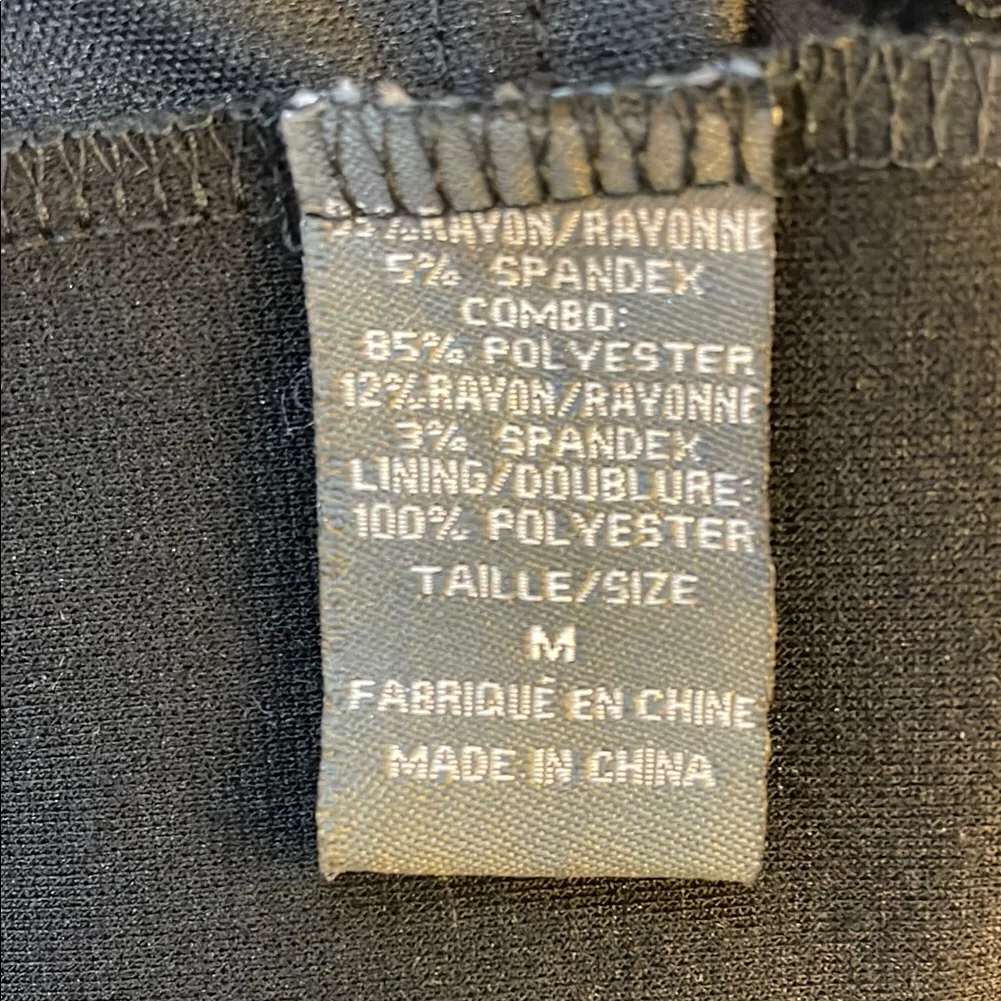 RAYON/RAYONNE
5% SPANDEX
COMBO:
85% POLYESTER
12% RAYON/RAYONNE
3% SPANDEX
LINING/DOUBLURE:
100% POLYESTER
TAILLE/SIZE
M
FABRIQUÉ EN CHINE
MADE IN CHINA